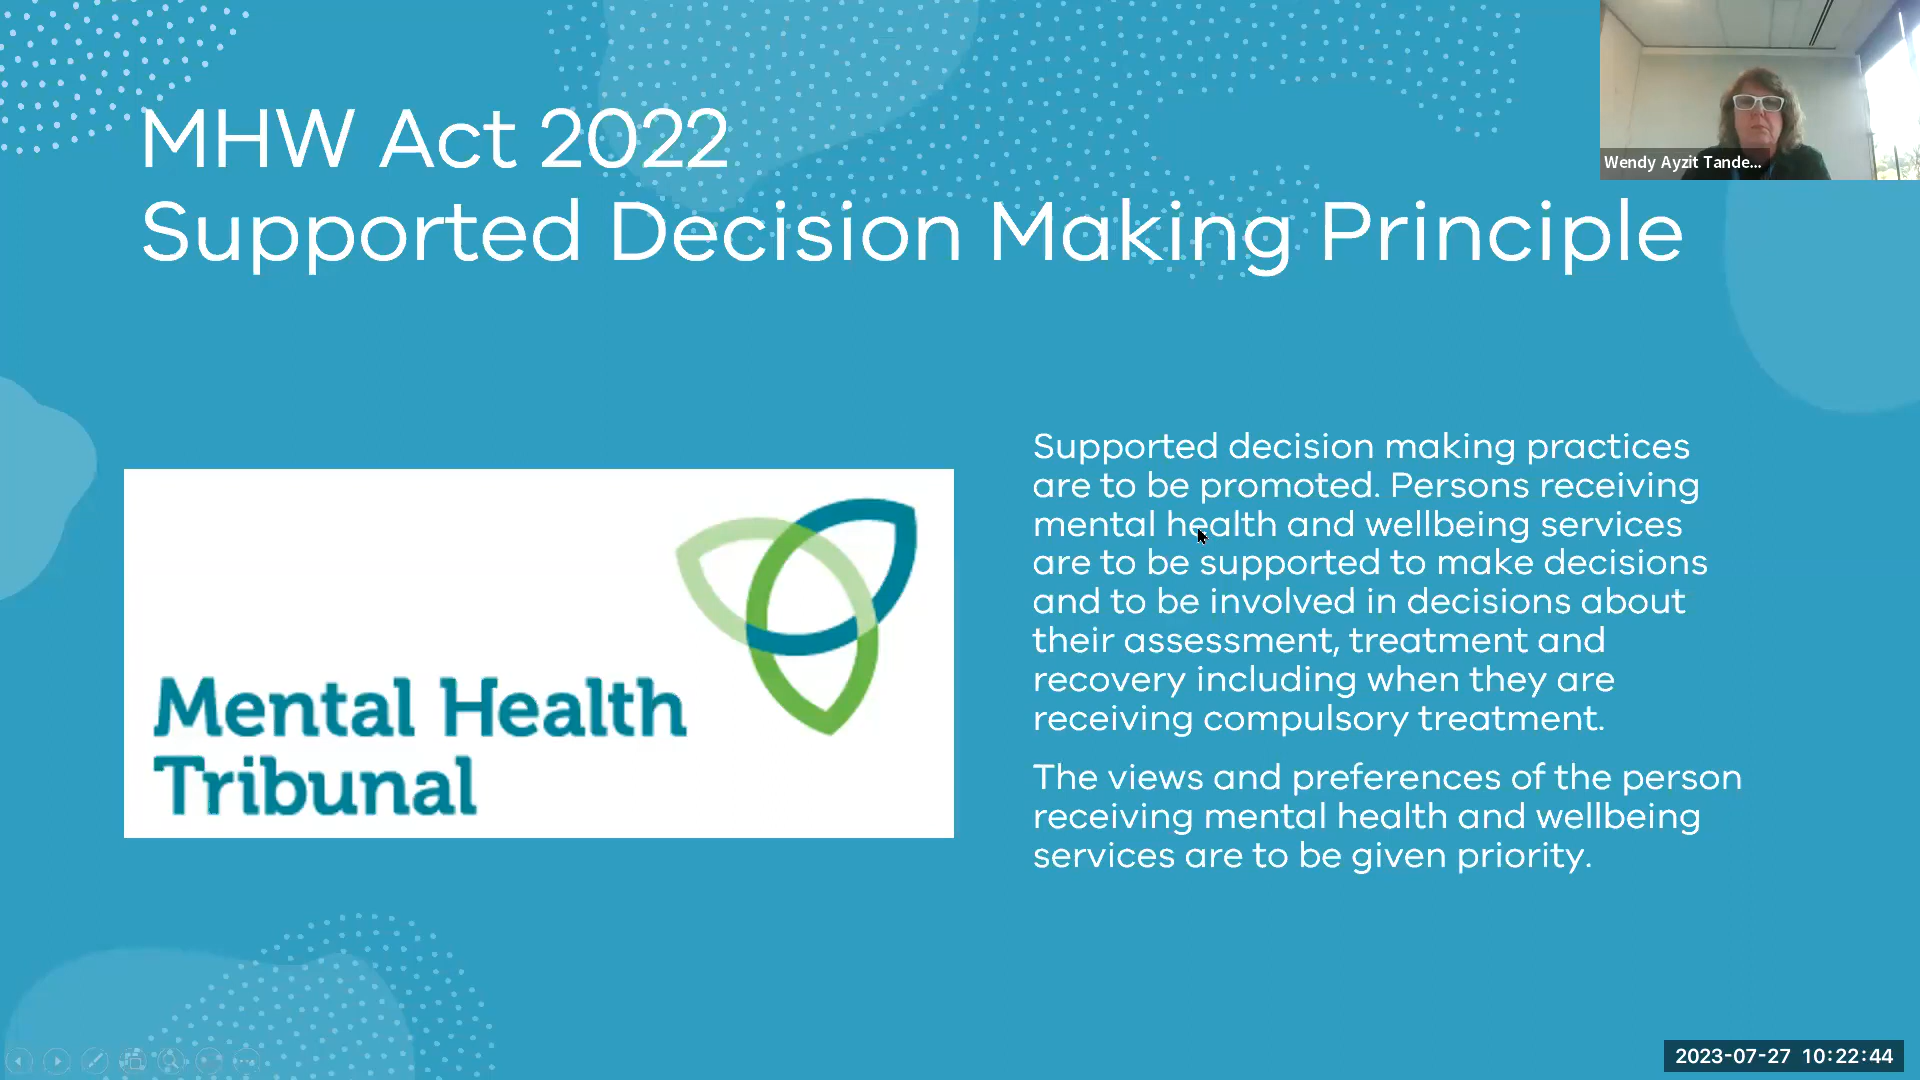 MHW Act 2022
Supported Decision Making Principle
Wendy Ayzit Tande...
Mental Health
Tribunal
Supported decision making practices
are to be promoted. Persons receiving
mental health and wellbeing services
are to be supported to make decisions
and to be involved in decisions about
their assessment, treatment and
recovery including when they are
receiving compulsory treatment.
The views and preferences of the person
receiving mental health and wellbeing
services are to be given priority.
2023-07-27 10:22:44